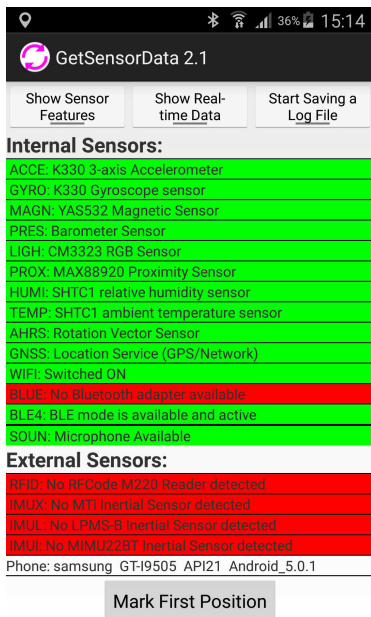 36% 15:14
GetSensorData 2.1
Show Sensor Features
Show Real-time Data
Start Saving a Log File
Internal Sensors:
ACCE: K330 3-axis Accelerometer
GYRO: K330 Gyroscope sensor
MAGN: YAS532 Magnetic Sensor
PRES: Barometer Sensor
LIGH: CM3323 RGB Sensor
PROX: MAX88920 Proximity Sensor
HUMI: SHTC1 relative humidity sensor
TEMP: SHTC1 ambient temperature sensor
AHRS: Rotation Vector Sensor
GNSS: Location Service (GPS/Network)
WIFI: Switched ON
BLUE: No Bluetooth adapter available
BLE4: BLE mode is available and active
SOUN: Microphone Available
External Sensors:
RFID: No RFCode M220 Reader detected
IMUX: No MTi Inertial Sensor detected
IMUL: No LPMS-B Inertial Sensor detected
IMUI: No MIMU22BT Inertial Sensor detected
Phone: samsung GT-I9505 API21 Android_5.0.1
Mark First Position